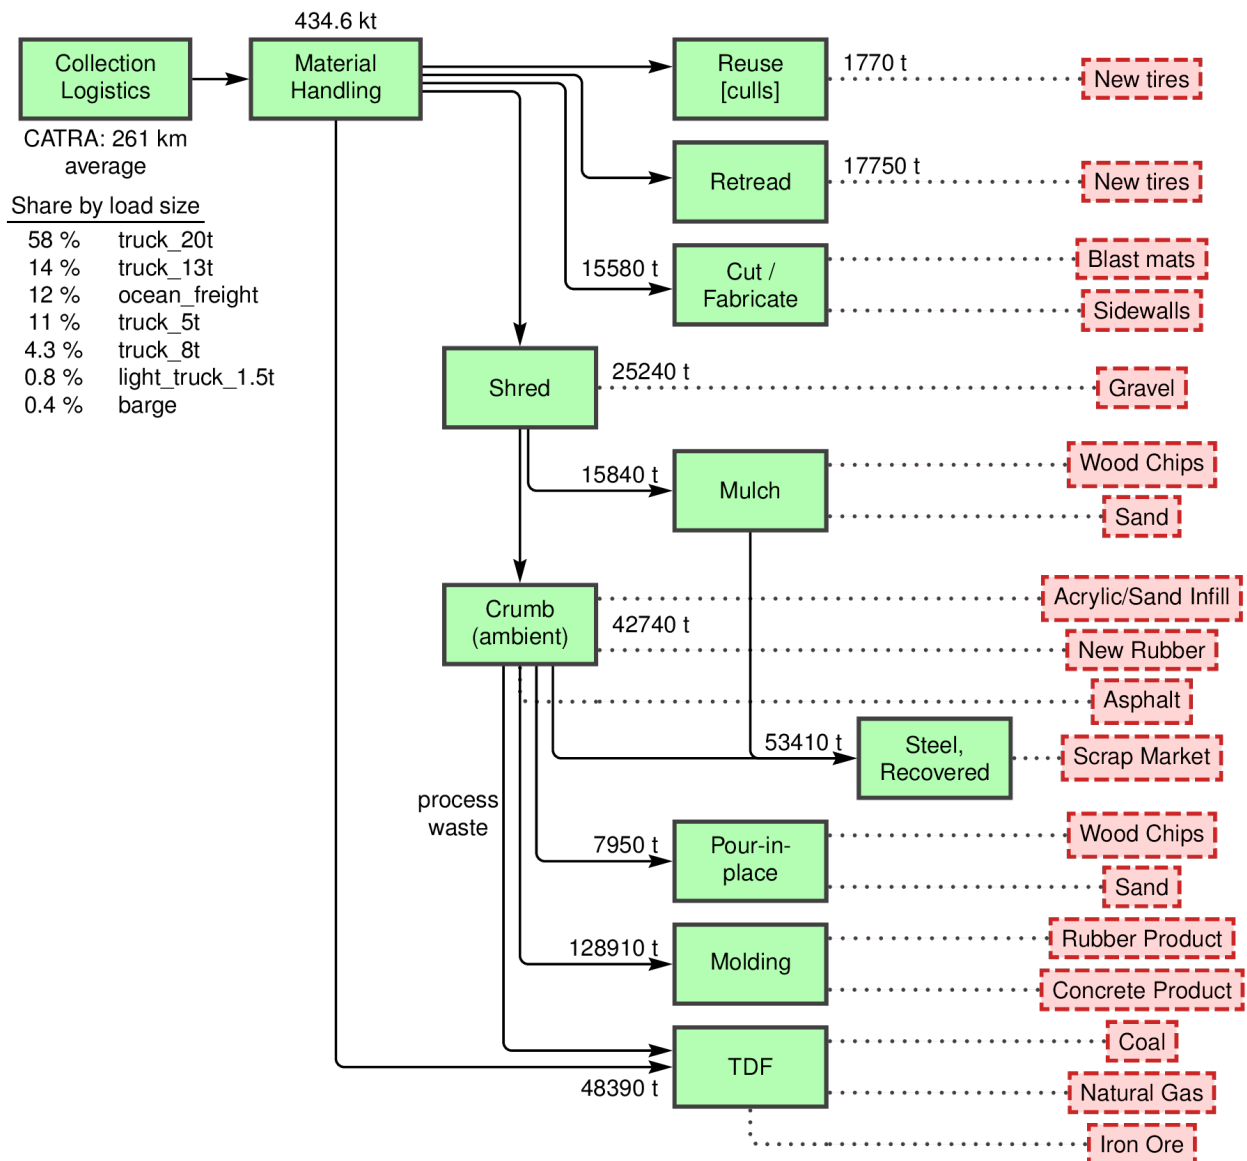 434.6 kt
Collection
Logistics
Material
Handling
Reuse
[culls]
1770 t
New tires
CATRA: 261 km
average
Retread
17750 t
New tires
Share by load size
58 % truck_20t
14 % truck_13t
12 % ocean_freight
11 % truck_5t
4.3 % truck_8t
0.8 % light_truck_1.5t
0.4 % barge
15580 t
Cut /
Fabricate
Blast mats
Sidewalls
Shred
25240 t
Gravel
15840 t
Mulch
Wood Chips
Sand
Crumb
(ambient)
42740 t
Acrylic/Sand Infill
New Rubber
Asphalt
53410 t
Steel,
Recovered
Scrap Market
process
waste
7950 t
Pour-in-
place
Wood Chips
Sand
128910 t
Molding
Rubber Product
Concrete Product
48390 t
TDF
Coal
Natural Gas
Iron Ore